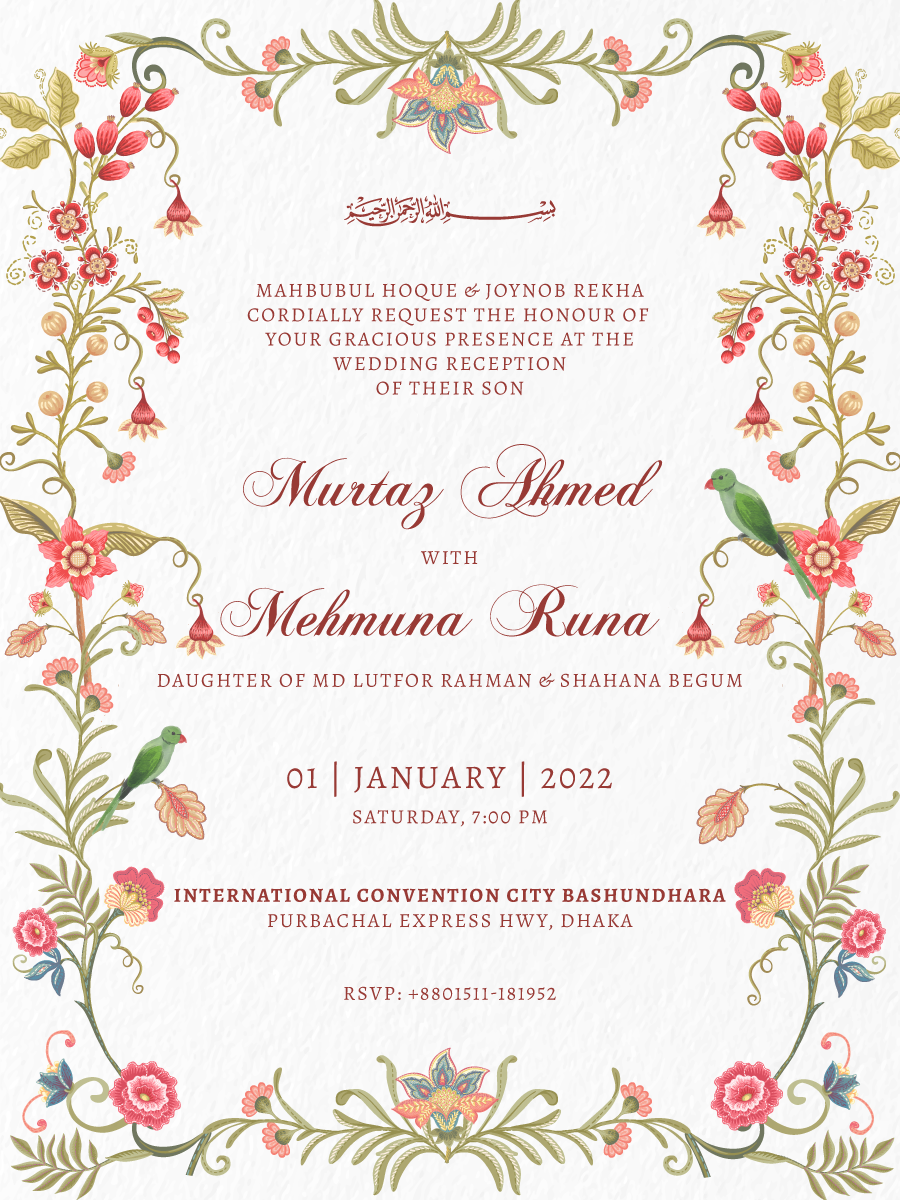 بسم الله الرحمن الرحيم
MAHBUBUL HOQUE & JOYNOB REKHA
CORDIALLY REQUEST THE HONOUR OF
YOUR GRACIOUS PRESENCE AT THE
WEDDING RECEPTION
OF THEIR SON
Murtaz Ahmed
WITH
Mehmuna Runa
DAUGHTER OF MD LUTFOR RAHMAN & SHAHANA BEGUM
01 | JANUARY | 2022
SATURDAY, 7:00 PM
INTERNATIONAL CONVENTION CITY BASHUNDHARA
PURBACHAL EXPRESS HWY, DHAKA
RSVP: +8801511-181952